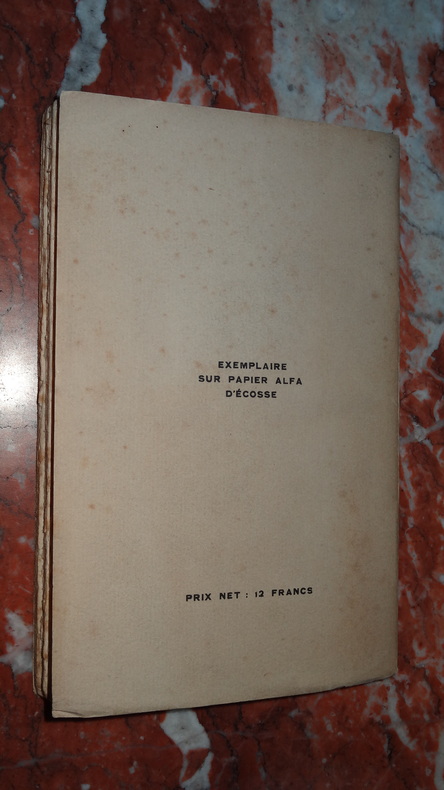 EXEMPLAIRE
SUR PAPIER ALFA
D'ÉCOSSE
PRIX NET : 12 FRANCS